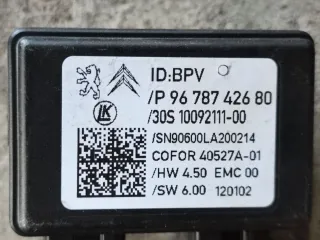 ID:BPV
/P 96 787 426 80
/30S 10092111-00
LK
/SN90600LA200214
COFOR 40527A-01
/HW 4.50 EMC 00
/SW 6.00 120102